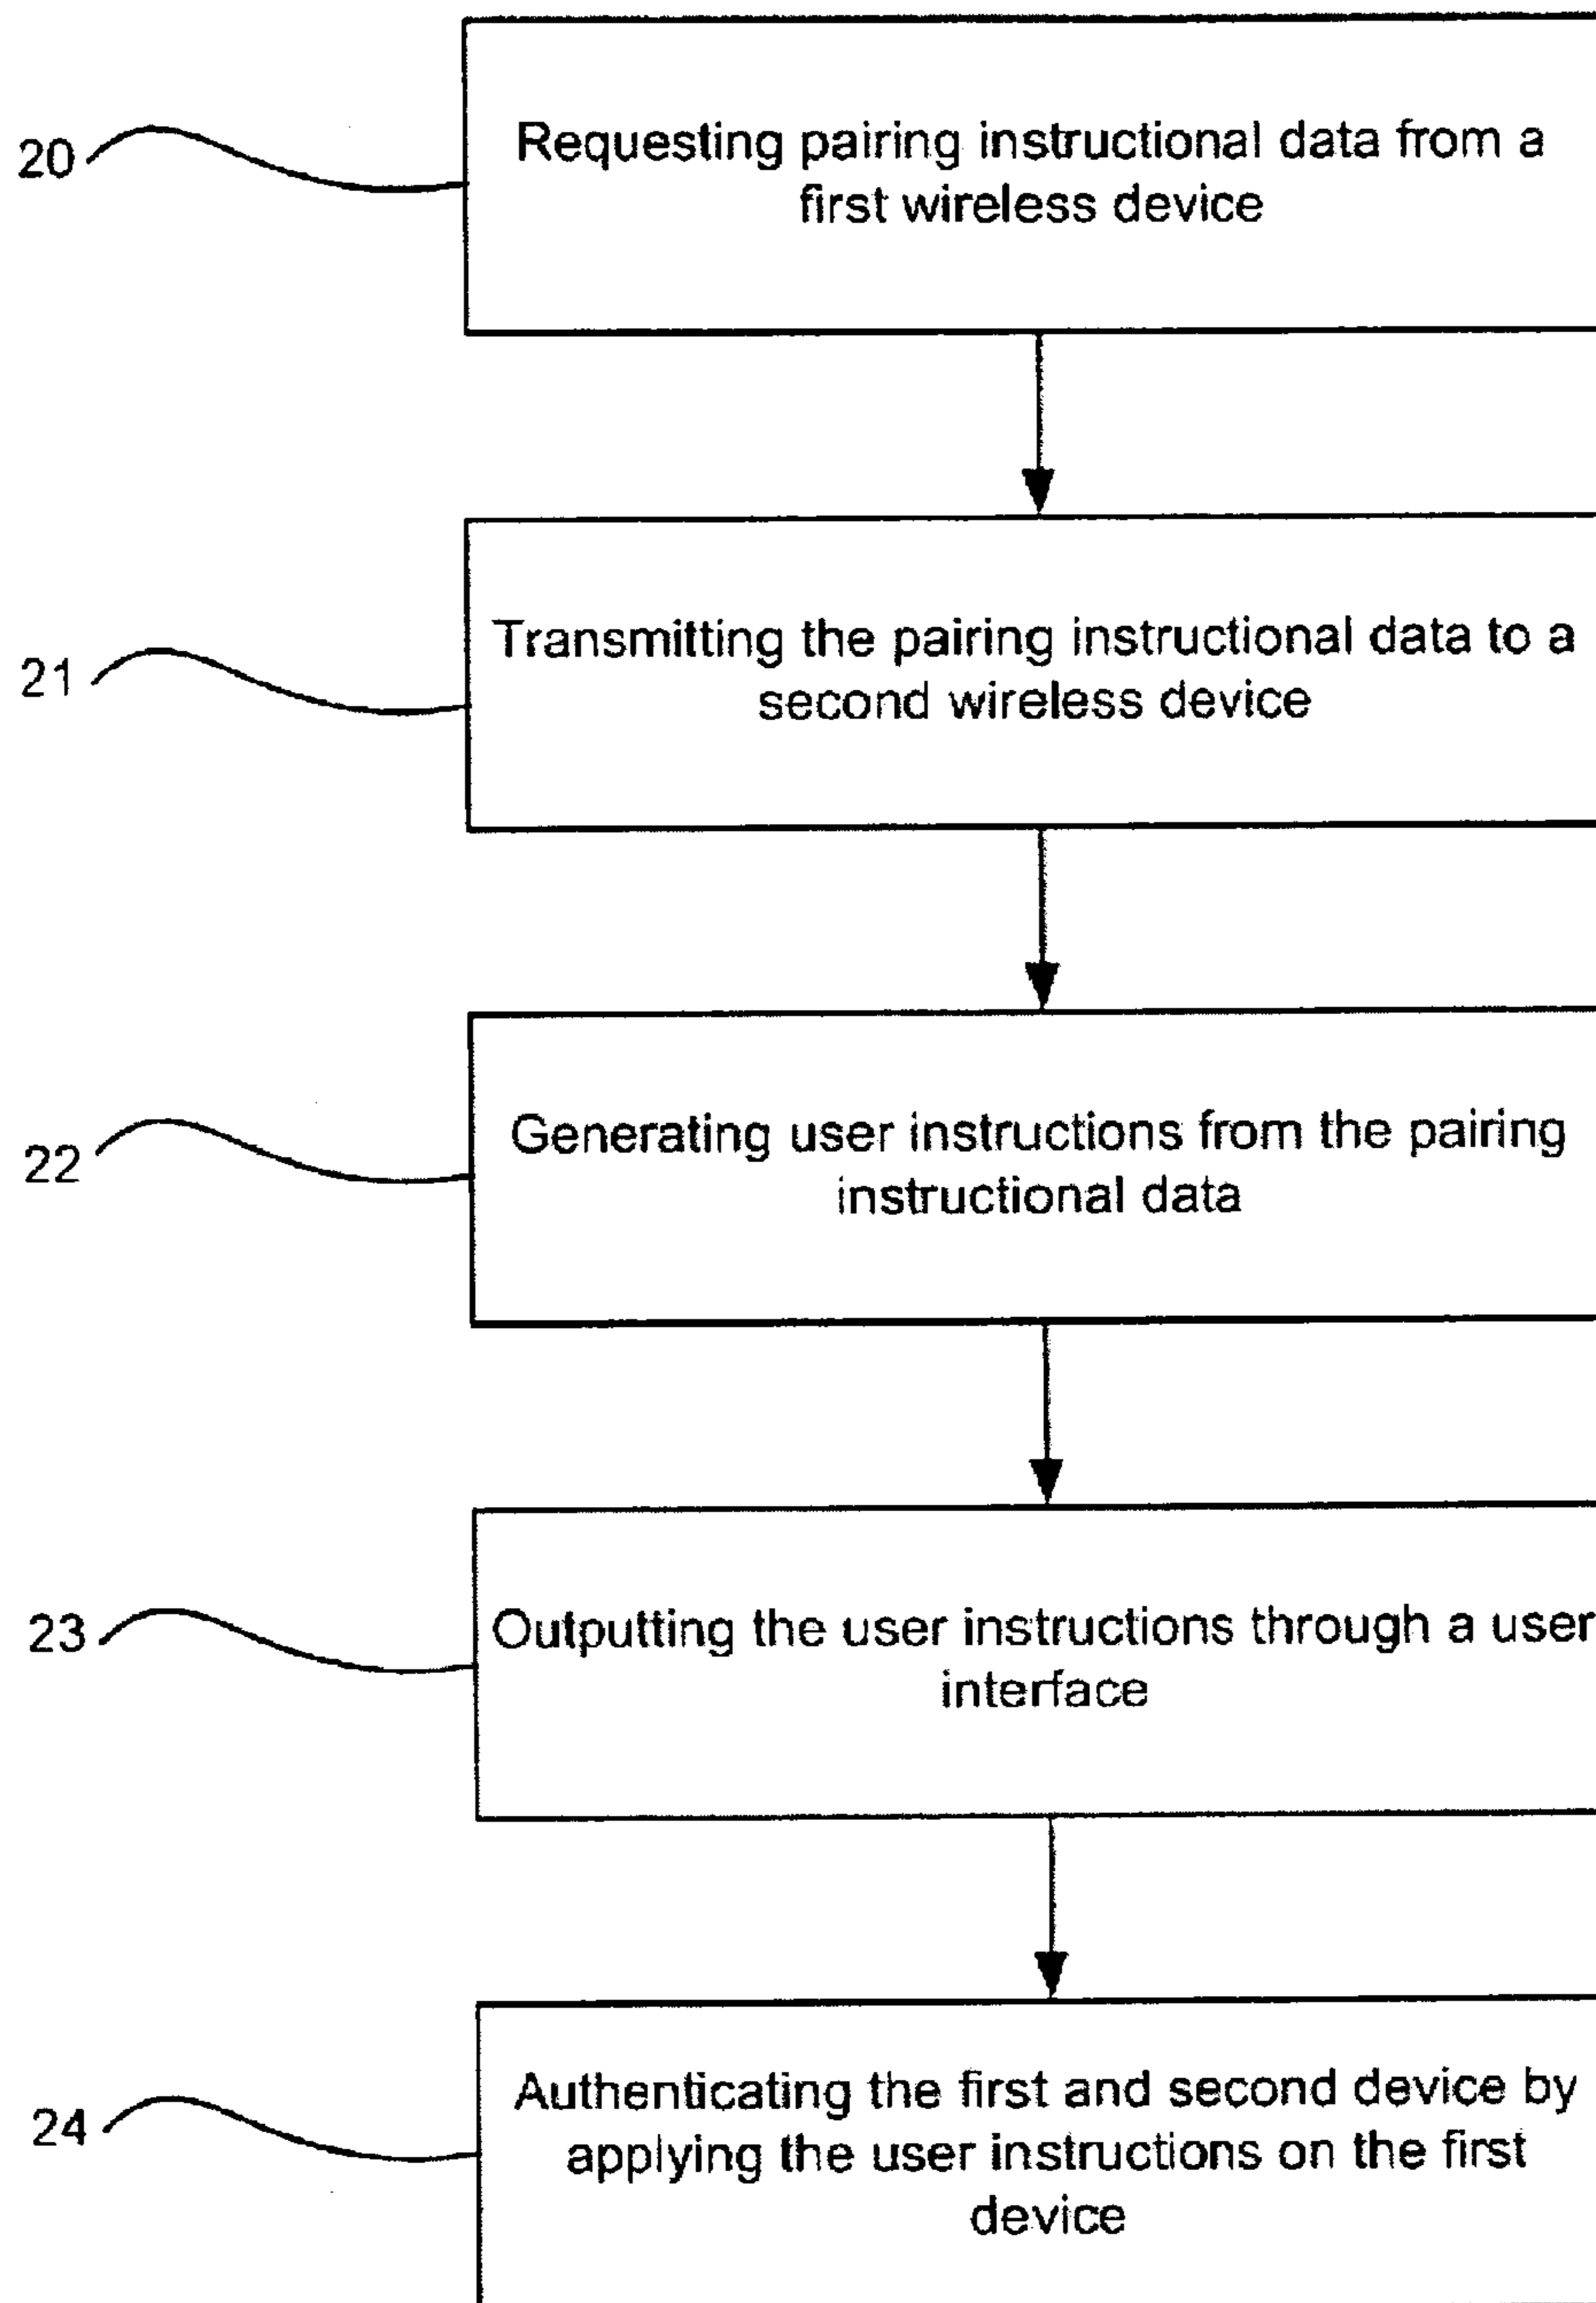 20
Requesting pairing instructional data from a
first wireless device
21
Transmitting the pairing instructional data to a
second wireless device
22
Generating user instructions from the pairing
instructional data
23
Outputting the user instructions through a user
interface
24
Authenticating the first and second device by
applying the user instructions on the first
device